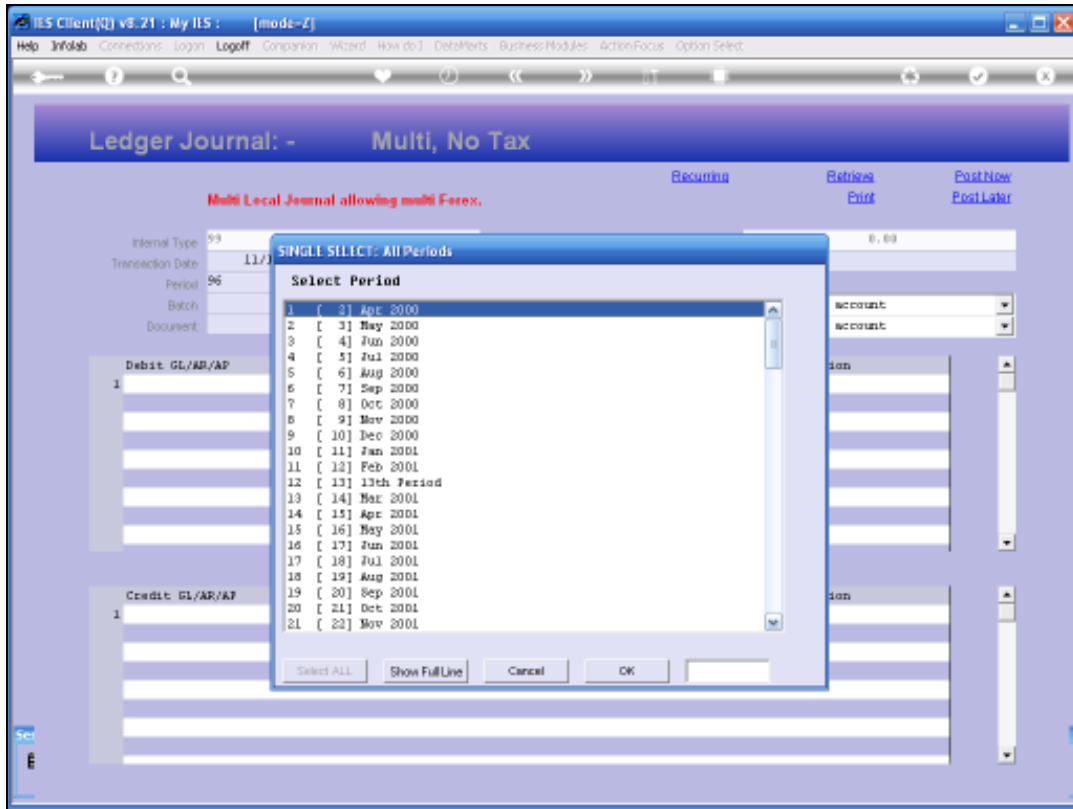 IES Client(Q) v8.21 : My IES : [mode-Z]
Help Infolab Connections Logon Logoff Companion Wizard How do I DataMarts Business Modules Action Focus Option Select
Ledger Journal: - Multi, No Tax
Recurring Retrieve Post Now
Multi Local Journal allowing multi Forex. Print Post Later
Internal Type 99 0.00
Transaction Date 11/
Period 96
Batch account
Document account
SINGLE SELECT: All Periods
Select Period
1 [ 2] Apr 2000
2 [ 3] May 2000
3 [ 4] Jun 2000
4 [ 5] Jul 2000
5 [ 6] Aug 2000
6 [ 7] Sep 2000
7 [ 8] Oct 2000
8 [ 9] Nov 2000
9 [ 10] Dec 2000
10 [ 11] Jan 2001
11 [ 12] Feb 2001
12 [ 13] 13th Period
13 [ 14] Mar 2001
14 [ 15] Apr 2001
15 [ 16] May 2001
16 [ 17] Jun 2001
17 [ 18] Jul 2001
18 [ 19] Aug 2001
19 [ 20] Sep 2001
20 [ 21] Oct 2001
21 [ 22] Nov 2001
Select ALL Show Full Line Cancel OK
Debit GL/AR/AP ion
1
Credit GL/AR/AP ion
1
Se